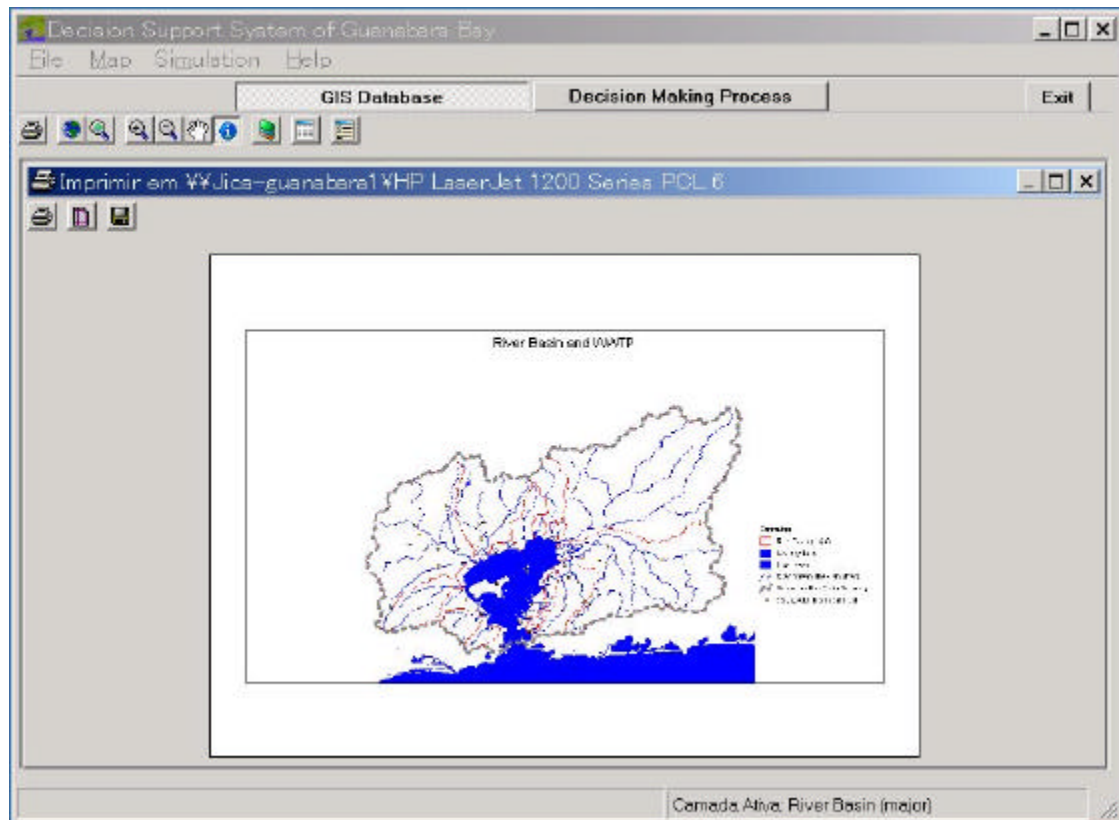 Decision Support System of Guanabara Bay
File Map Simulation Help
GIS Database Decision Making Process Exit
Imprimir em ¥¥Jica-guanabara1¥HP LaserJet 1200 Series PCL 6
River Basin and WWTP
Camada Ativa: River Basin (major)